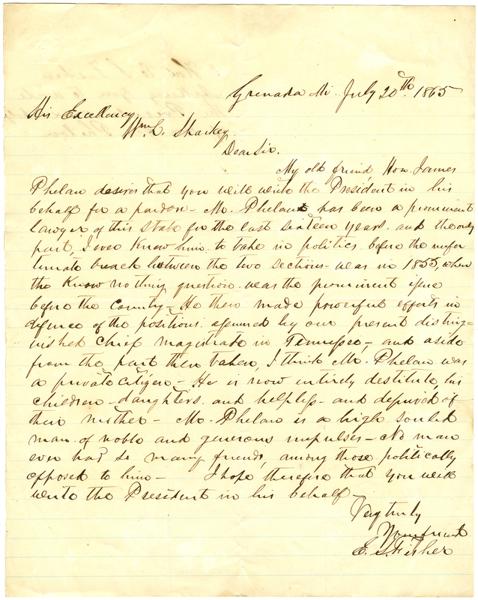 Grenada Mi. July 20th 1865
His Excellency
Wm L. Sharkey
Dear Sir.
My old friend Hon James
Phelan desires that you will write the President in his
behalf for a pardon - Mr. Phelan has been a prominent
lawyer of this state for the last sixteen years. and the only
part, I ever knew him to take in politics before the unfor
tunate breach between the two sections - was in 1855, when
the Know nothing question was the prominent issue
before the Country - He then made powerful efforts in
defence of the positions assumed by our present disting-
uished chief magistrate in Tennessee - and aside
from the part then taken, I think Mr. Phelan was
a private citizen - He is now entirely destitute, his
children - daughters, and helpless - and deprived of
their mother - Mr. Phelan is a high souled
man of noble and generous impulses - No man
ever had so many friends, among those politically
opposed to him - I hope therefore that you will
write the President in his behalf
Very truly
Your friend
E. S. Fisher